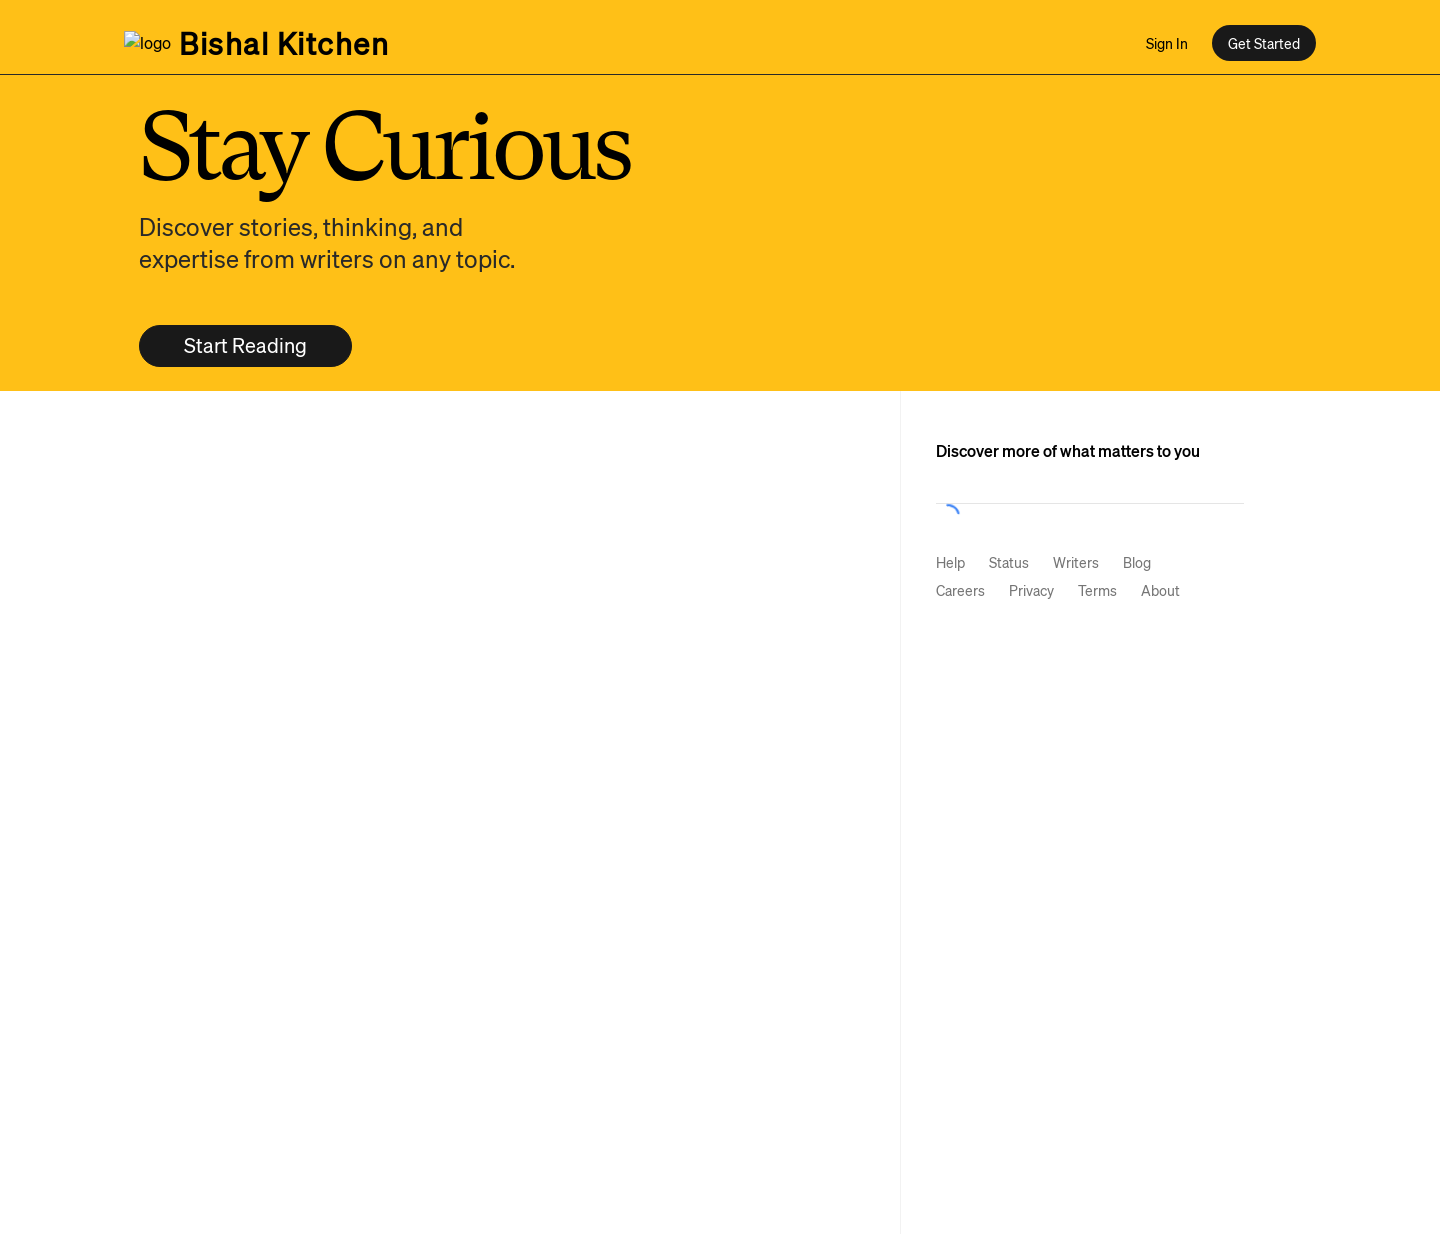 logo Bishal Kitchen Sign In Get Started
Stay Curious
Discover stories, thinking, and
expertise from writers on any topic.
Start Reading
Discover more of what matters to you
Help Status Writers Blog
Careers Privacy Terms About